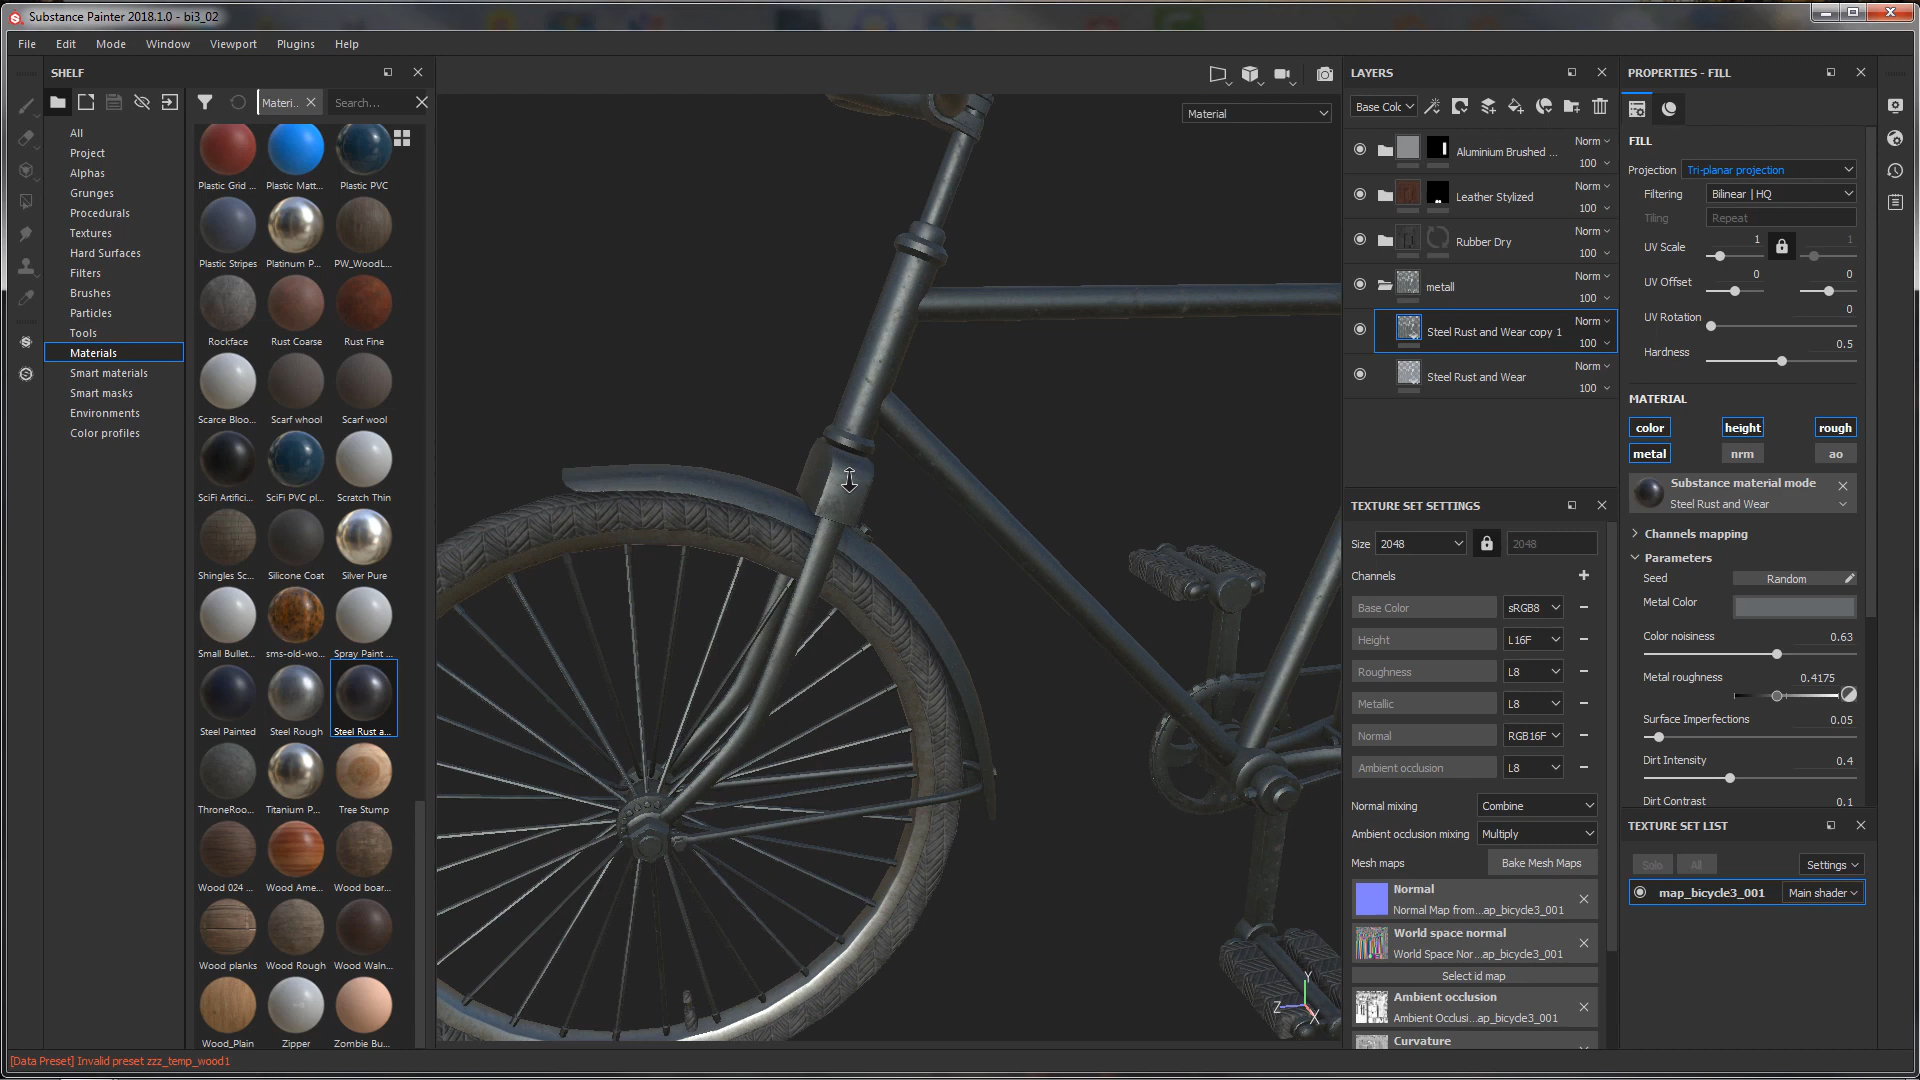 Substance Painter 2018.1.0 - bi3_02
File Edit Mode Window Viewport Plugins Help
SHELF
Materi..
Search...
All
Project
Alphas
Grunges
Procedurals
Textures
Hard Surfaces
Filters
Brushes
Particles
Tools
Materials
Smart materials
Smart masks
Environments
Color profiles
Plastic Grid ... Plastic Matt... Plastic PVC
Plastic Stripes Platinum P... PW_WoodL...
Rockface Rust Coarse Rust Fine
Scarce Bloo... Scarf whool Scarf wool
SciFi Artifici... SciFi PVC pl... Scratch Thin
Shingles Sc... Silicone Coat Silver Pure
Small Bullet... sms-old-wo... Spray Paint ...
Steel Painted Steel Rough Steel Rust a...
ThroneRoo... Titanium P... Tree Stump
Wood 024 ... Wood Ame... Wood boar...
Wood planks Wood Rough Wood Waln...
Wood_Plain Zipper Zombie Bu...
[Data Preset] Invalid preset zzz_temp_wood1
Material
Y
Z
X
LAYERS
Base Colo
Aluminium Brushed ... Norm
100
Leather Stylized Norm
100
Rubber Dry Norm
100
metall Norm
100
Steel Rust and Wear copy 1 Norm
100
Steel Rust and Wear Norm
100
TEXTURE SET SETTINGS
Size 2048 2048
Channels
Base Color sRGB8
Height L16F
Roughness L8
Metallic L8
Normal RGB16F
Ambient occlusion L8
Normal mixing Combine
Ambient occlusion mixing Multiply
Mesh maps Bake Mesh Maps
Normal
Normal Map from...ap_bicycle3_001
World space normal
World Space Nor...ap_bicycle3_001
Select id map
Ambient occlusion
Ambient Occlusi...ap_bicycle3_001
Curvature
PROPERTIES - FILL
FILL
Projection Tri-planar projection
Filtering Bilinear | HQ
Tiling Repeat
UV Scale 1 1
UV Offset 0 0
UV Rotation 0
Hardness 0.5
MATERIAL
color height rough
metal nrm ao
Substance material mode
Steel Rust and Wear
Channels mapping
Parameters
Seed Random
Metal Color
Color noisiness 0.63
Metal roughness 0.4175
Surface Imperfections 0.05
Dirt Intensity 0.4
Dirt Contrast 0.1
TEXTURE SET LIST
Solo All Settings
map_bicycle3_001 Main shader